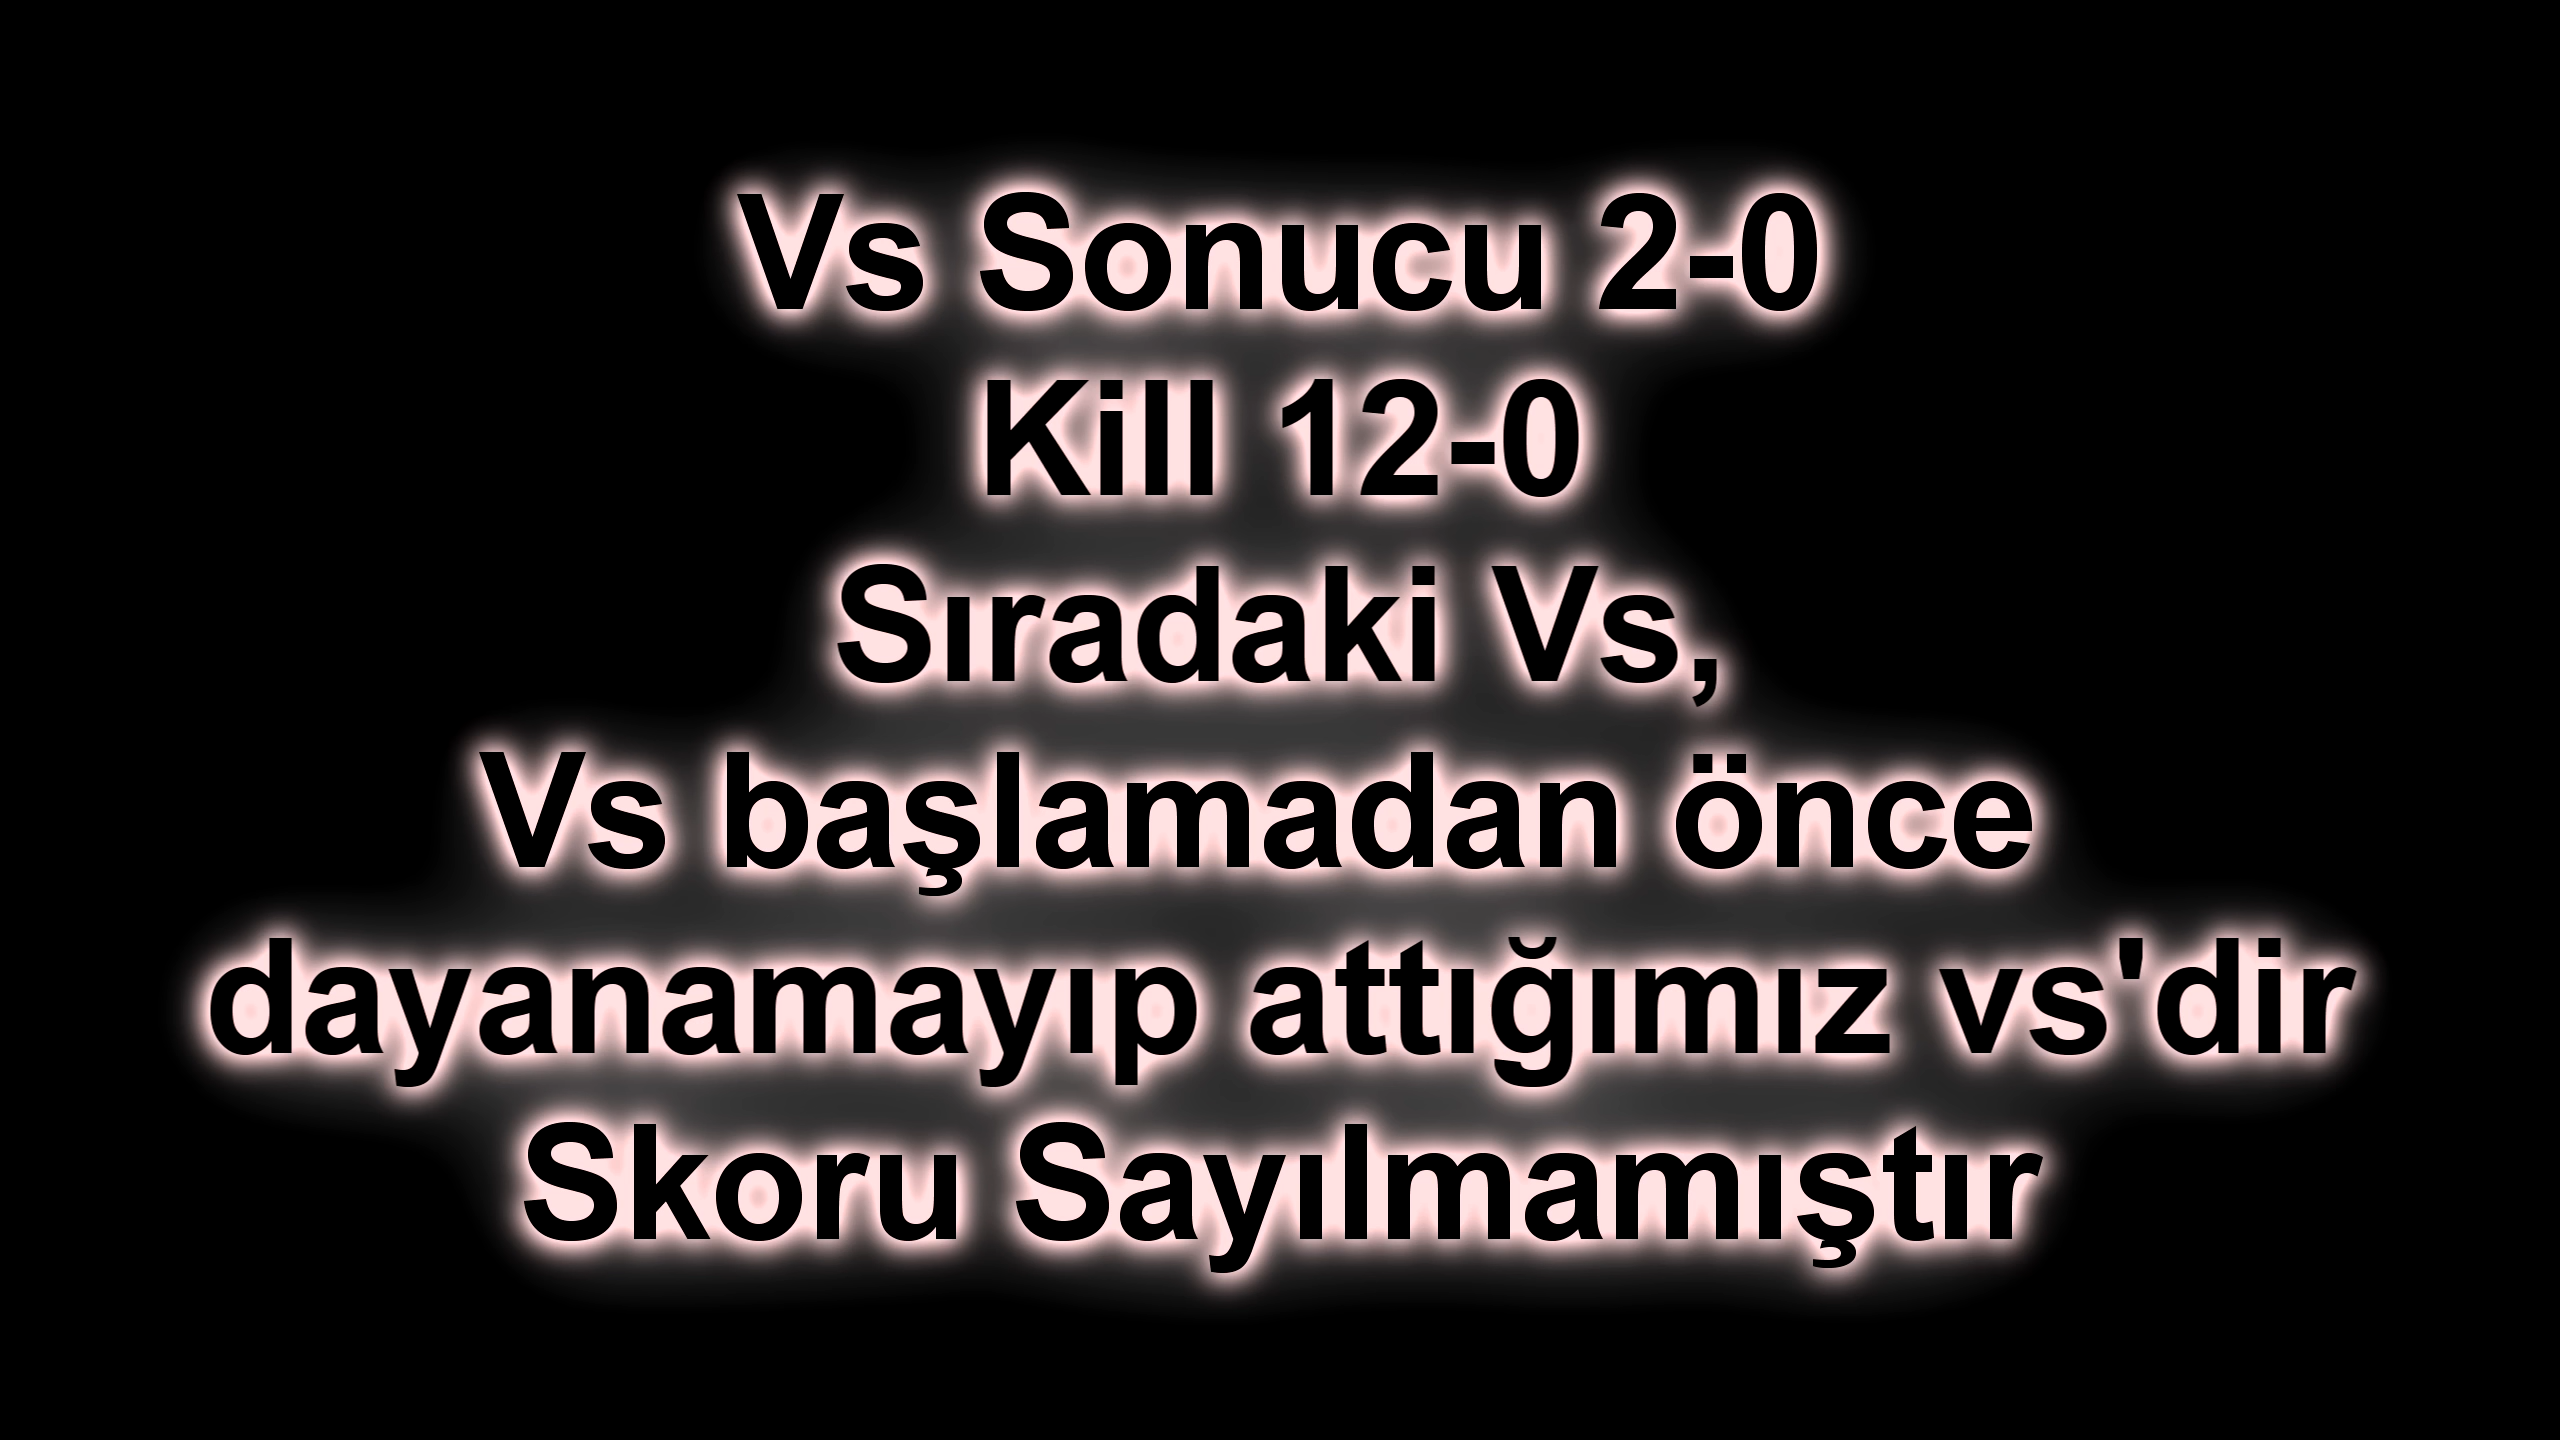 Vs Sonucu 2-0
Kill 12-0
Sıradaki Vs,
Vs başlamadan önce
dayanamayıp attığımız vs'dir
Skoru Sayılmamıştır